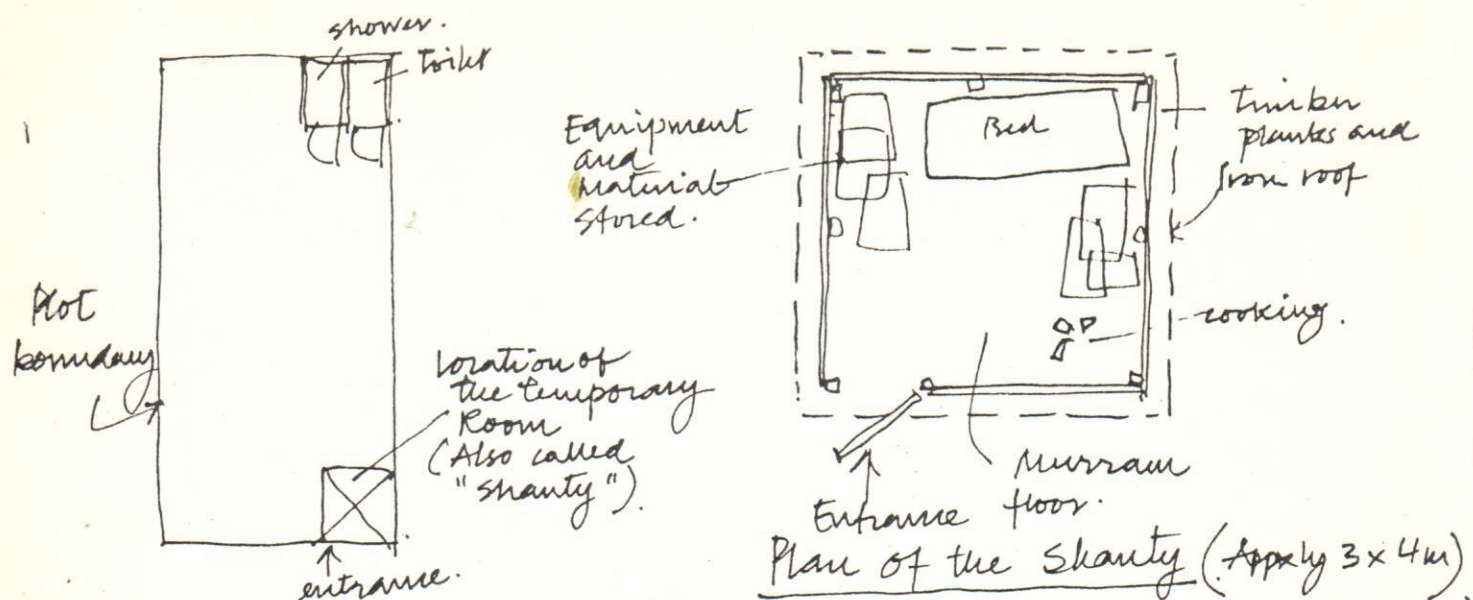 shower.
toilet
Plot
boundary
Location of
the temporary
Room
(Also called
"Shanty").
entrance.
Equipment
and
material
stored.
Bed
timber
planks and
Iron roof
cooking.
Murram
floor.
Entrance
Plan of the Shanty (Appxly 3 x 4m)